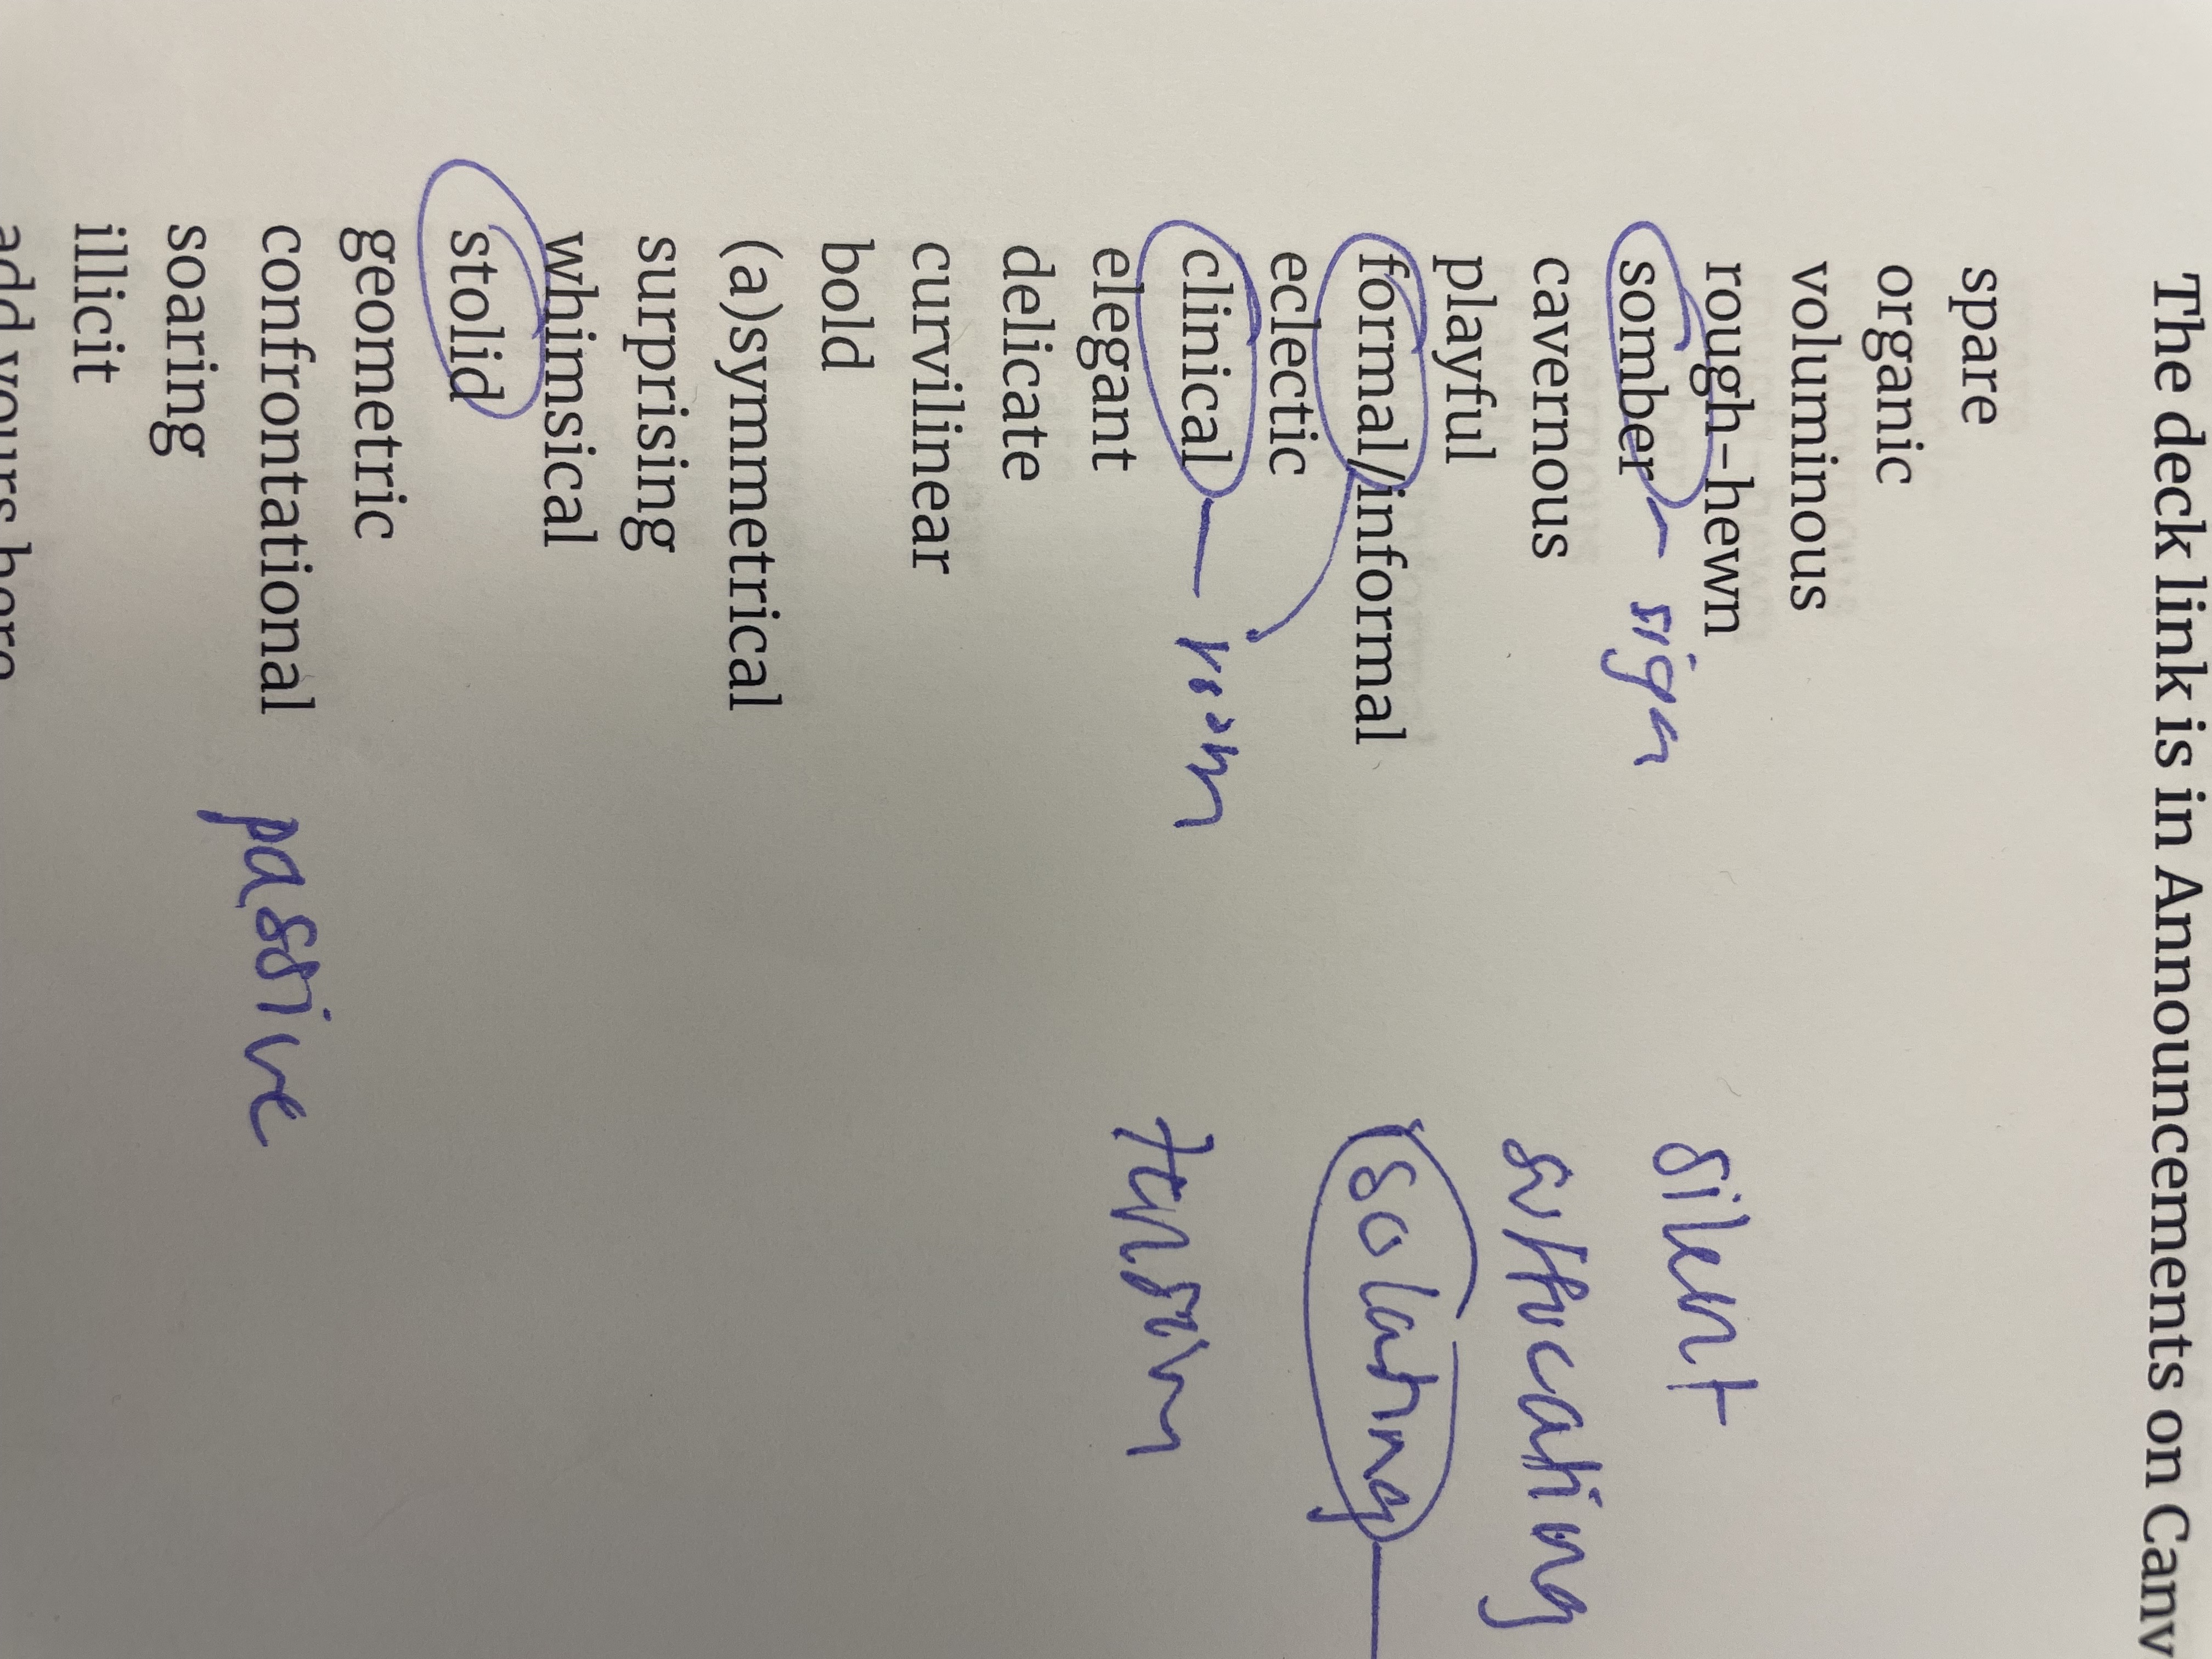 The deck link is in Announcements on Canv
spare
organic
voluminous
rough-hewn
somber sign silent
cavernous
playful suffocating
formal/informal isolating
eclectic
clinical room
elegant tension
delicate
curvilinear
bold
(a)symmetrical
surprising
whimsical
stolid
geometric
confrontational passive
soaring
illicit
add yours here